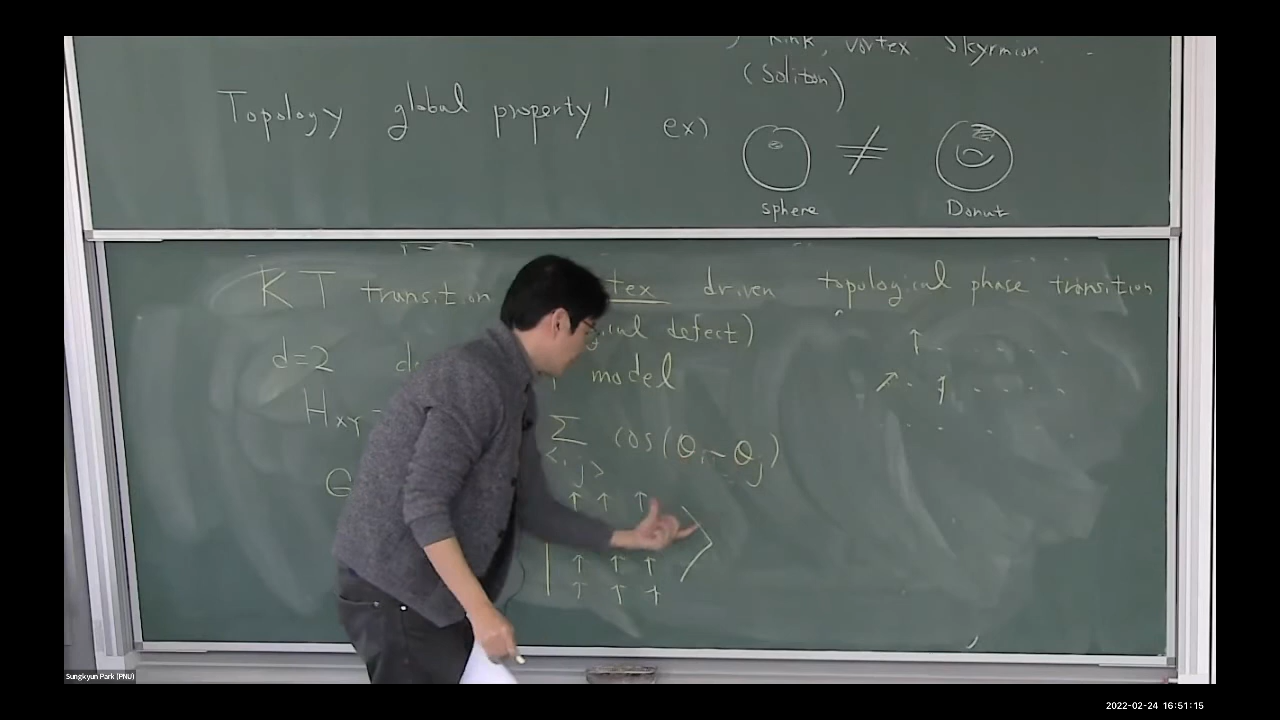 kink, vortex Skyrmion
(Soliton)
Topology global property! ex) ≠
sphere Donut
KT transition tex driven topological phase transition
defect)
d=2 model
H_XY Σ cos(θi - θj)
<i,j>
θ
↑ ↑ ↑
↑ ↑ ↑
↑ ↑ ↑
Sungkyun Park (PNU)
2022-02-24 16:51:15